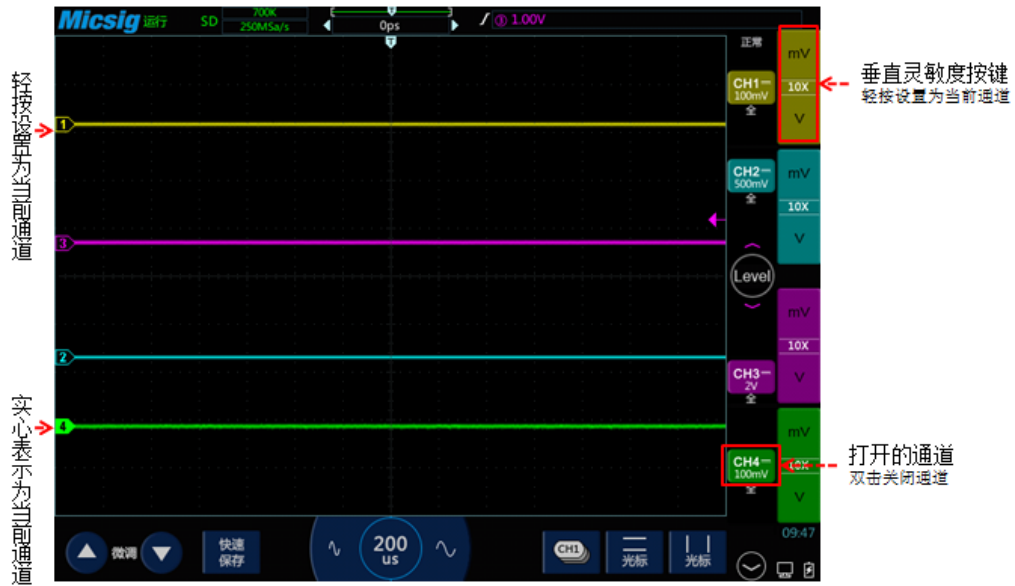 Micsig 运行
SD
700K
250MSa/s
T
0ps
③ 1.00V
T
正常
轻按设置为当前通道
实心表示为当前通道
1
3
2
4
CH1
100mV
全
mV
10X
V
垂直灵敏度按键
轻按设置为当前通道
CH2
500mV
全
mV
10X
V
Level
CH3
2V
全
mV
10X
V
CH4
100mV
全
mV
10X
V
打开的通道
双击关闭通道
微调
快速
保存
200
us
CH1
光标
光标
09:47